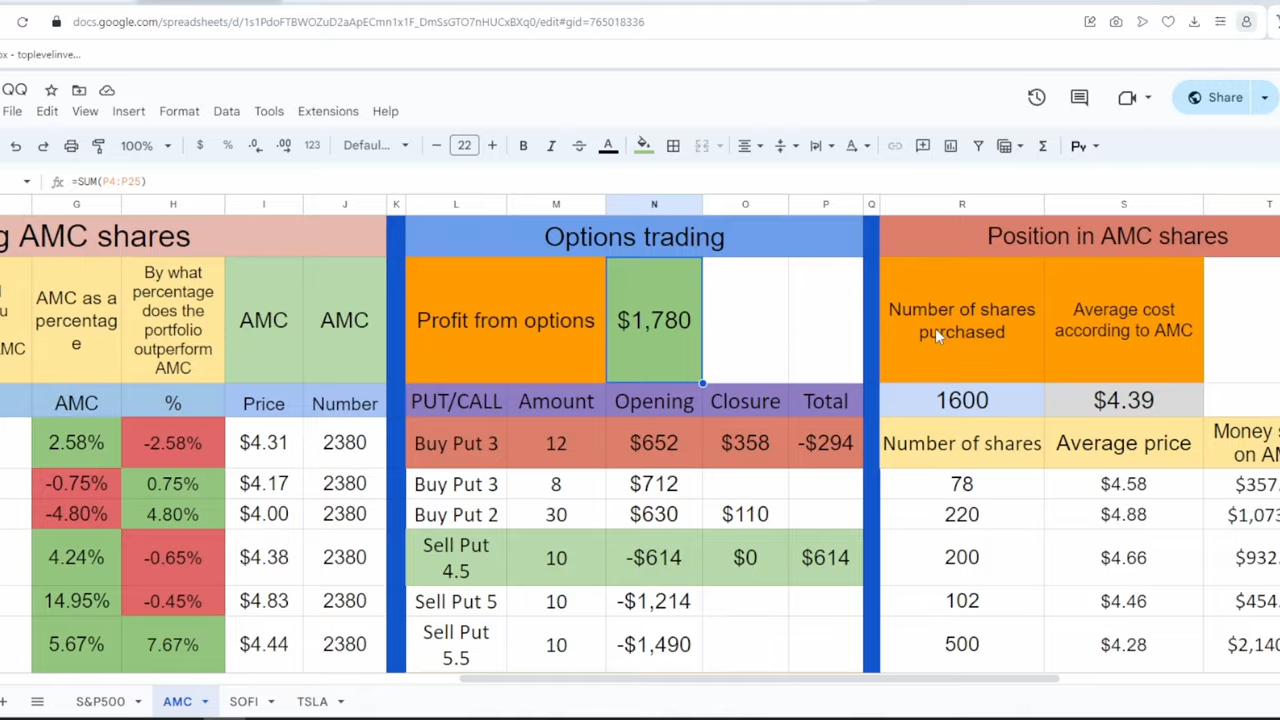 docs.google.com/spreadsheets/d/1s1PdoFTBWOZuD2aApECmn1x1F_DmSsGTO7nHUCxBXq0/edit#gid=765018336
ox - toplevelinve...
QQ
File Edit View Insert Format Data Tools Extensions Help
Share
100% $ % .0 .00 123 Defaul... − 22 + B I A Σ Py
fx =SUM(P4:P25)
G H I J K L M N O P Q R S T
g AMC shares Options trading Position in AMC shares
u
MC
AMC as a
percentag
e
By what
percentage
does the
portfolio
outperform
AMC
AMC AMC
Profit from options $1,780
Number of shares
purchased
Average cost
according to AMC
AMC % Price Number PUT/CALL Amount Opening Closure Total 1600 $4.39
2.58% -2.58% $4.31 2380 Buy Put 3 12 $652 $358 -$294 Number of shares Average price Money s
on AM
-0.75% 0.75% $4.17 2380 Buy Put 3 8 $712 78 $4.58 $357.
-4.80% 4.80% $4.00 2380 Buy Put 2 30 $630 $110 220 $4.88 $1,073
4.24% -0.65% $4.38 2380 Sell Put
4.5 10 -$614 $0 $614 200 $4.66 $932.
14.95% -0.45% $4.83 2380 Sell Put 5 10 -$1,214 102 $4.46 $454.
5.67% 7.67% $4.44 2380 Sell Put
5.5 10 -$1,490 500 $4.28 $2,140
S&P500 AMC SOFI TSLA